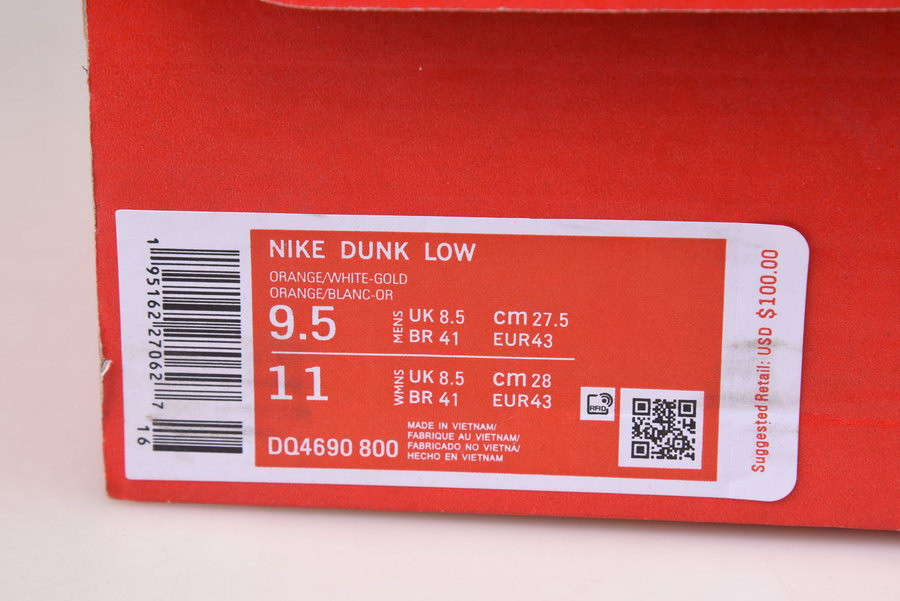 1 95162 27062 7
16
NIKE DUNK LOW
ORANGE/WHITE-GOLD
ORANGE/BLANC-OR
9.5
MENS
UK 8.5 cm 27.5
BR 41 EUR43
11
WMNS
UK 8.5 cm 28
BR 41 EUR43
RFID
DQ4690 800
MADE IN VIETNAM/
FABRIQUE AU VIETNAM/
FABRICADO NO VIETNÃ/
HECHO EN VIETNAM
Suggested Retail: USD $100.00